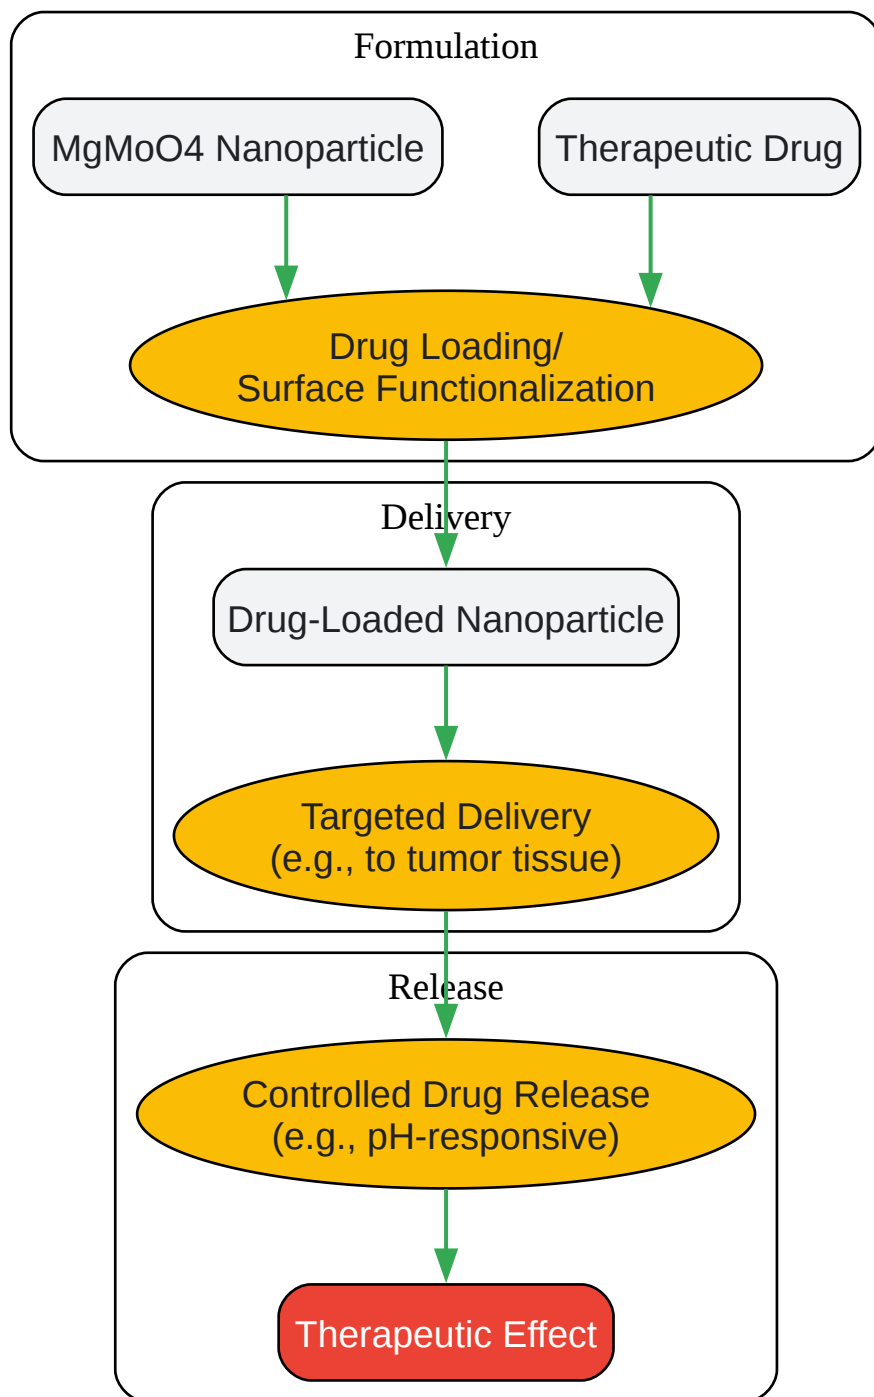 Formulation
MgMoO4 Nanoparticle
Therapeutic Drug
Drug Loading/
Surface Functionalization
Delivery
Drug-Loaded Nanoparticle
Targeted Delivery
(e.g., to tumor tissue)
Release
Controlled Drug Release
(e.g., pH-responsive)
Therapeutic Effect